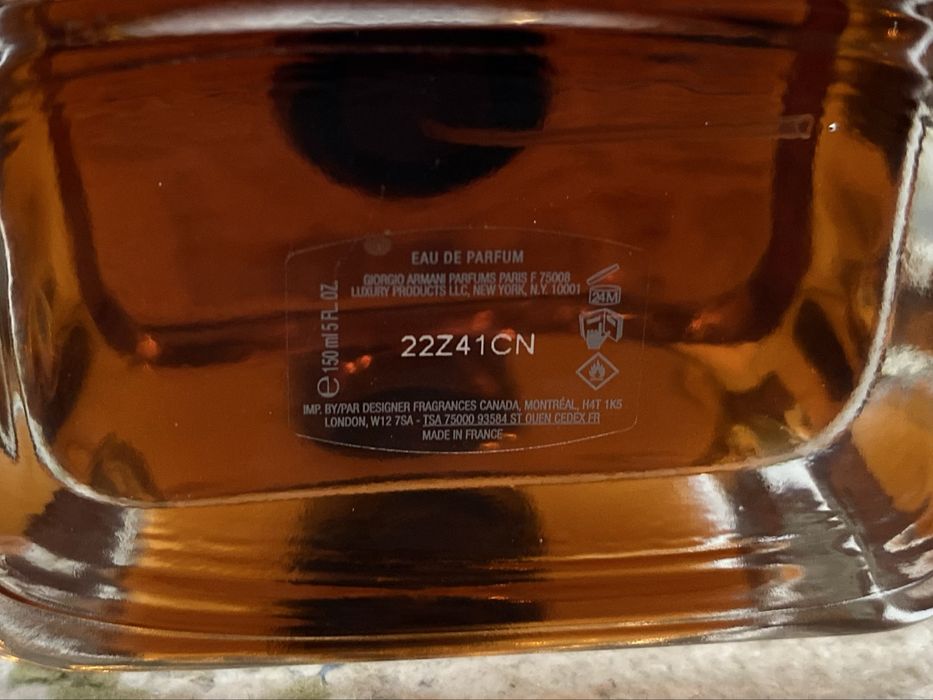 EAU DE PARFUM
GIORGIO ARMANI PARFUMS PARIS F 75008
LUXURY PRODUCTS LLC, NEW YORK, N.Y. 10001
24M
e 150 ml 5 FL. OZ.
22Z41CN
IMP. BY/PAR DESIGNER FRAGRANCES CANADA, MONTRÉAL, H4T 1K5
LONDON, W12 7SA - TSA 75000 93584 ST OUEN CEDEX FR
MADE IN FRANCE